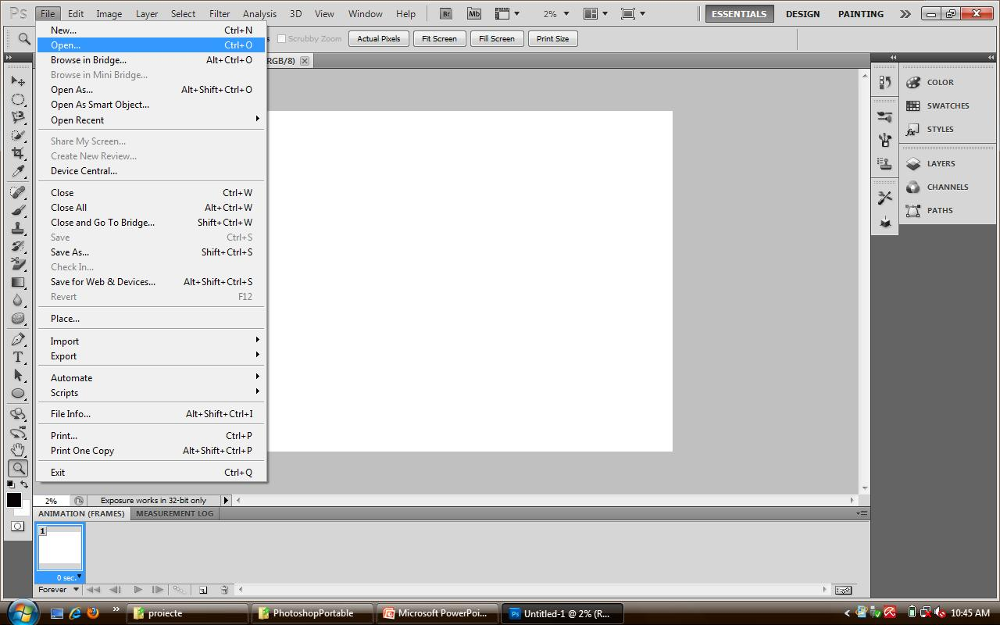 Ps File Edit Image Layer Select Filter Analysis 3D View Window Help Br Mb 2% ESSENTIALS DESIGN PAINTING
Scrubby Zoom Actual Pixels Fit Screen Fill Screen Print Size
RGB/8)
New... Ctrl+N
Open... Ctrl+O
Browse in Bridge... Alt+Ctrl+O
Browse in Mini Bridge...
Open As... Alt+Shift+Ctrl+O
Open As Smart Object...
Open Recent
Share My Screen...
Create New Review...
Device Central...
Close Ctrl+W
Close All Alt+Ctrl+W
Close and Go To Bridge... Shift+Ctrl+W
Save Ctrl+S
Save As... Shift+Ctrl+S
Check In...
Save for Web & Devices... Alt+Shift+Ctrl+S
Revert F12
Place...
Import
Export
Automate
Scripts
File Info... Alt+Shift+Ctrl+I
Print... Ctrl+P
Print One Copy Alt+Shift+Ctrl+P
Exit Ctrl+Q
COLOR
SWATCHES
STYLES
LAYERS
CHANNELS
PATHS
2% Exposure works in 32-bit only
ANIMATION (FRAMES) MEASUREMENT LOG
1
0 sec.
Forever
proiecte PhotoshopPortable Microsoft PowerPoi... Ps Untitled-1 @ 2% (R... 10:45 AM